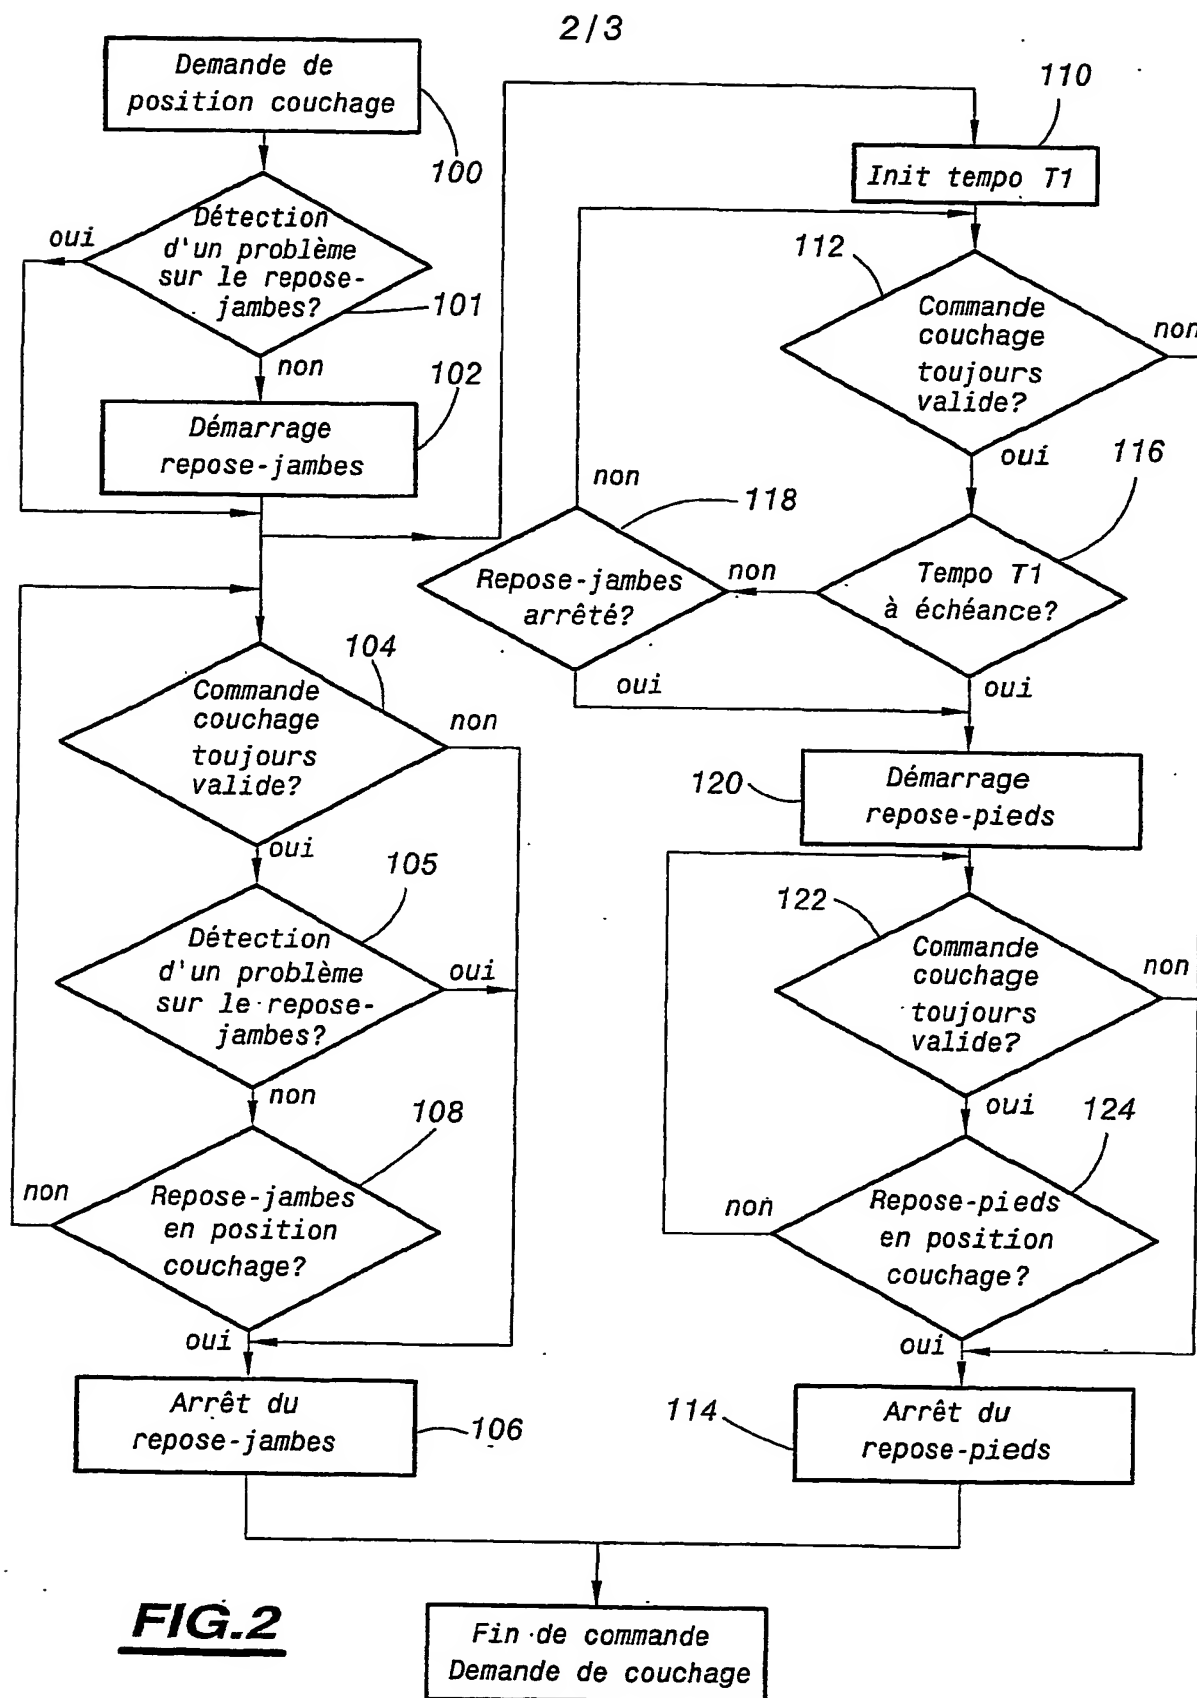 2/3
Demande de
position couchage
100
Détection
d'un problème
sur le repose-
jambes?
oui
101
non
102
Démarrage
repose-jambes
104
Commande
couchage
toujours
valide?
non
oui
105
Détection
d'un problème
sur le repose-
jambes?
oui
non
108
Repose-jambes
en position
couchage?
non
oui
Arrêt du
repose-jambes
106
110
Init tempo T1
112
Commande
couchage
toujours
valide?
non
oui
116
Tempo T1
à échéance?
non
118
Repose-jambes
arrêté?
non
oui
oui
120
Démarrage
repose-pieds
122
Commande
couchage
toujours
valide?
non
oui
124
Repose-pieds
en position
couchage?
non
oui
114
Arrêt du
repose-pieds
Fin de commande
Demande de couchage
FIG.2